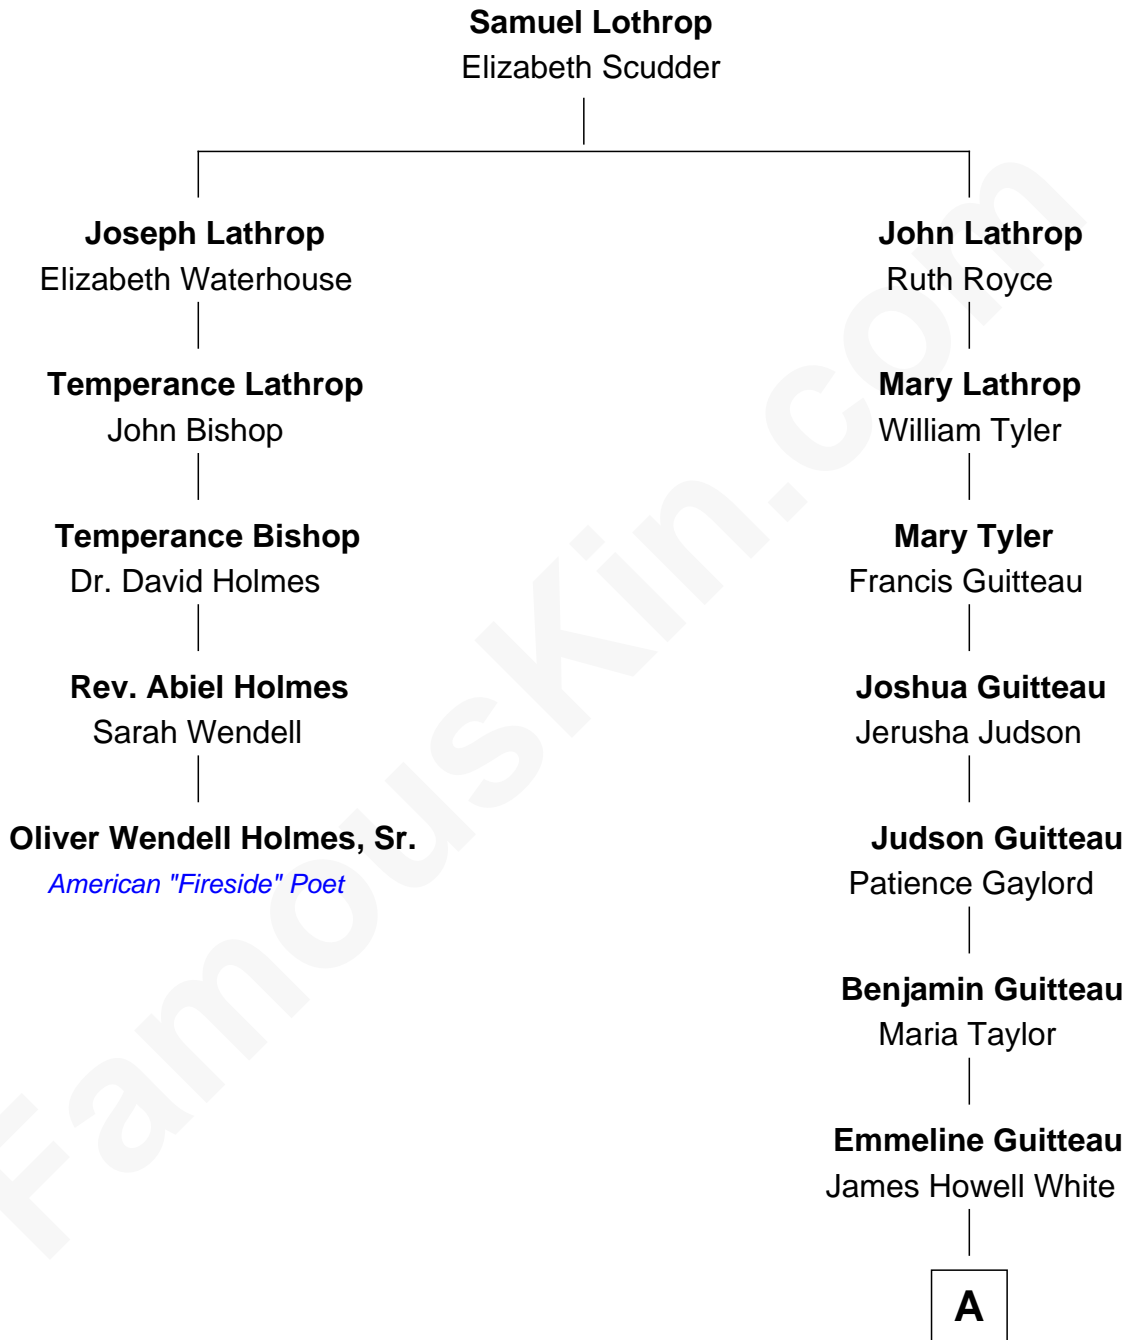 Samuel Lothrop
Elizabeth Scudder
Joseph Lathrop
Elizabeth Waterhouse
Temperance Lathrop
John Bishop
Temperance Bishop
Dr. David Holmes
Rev. Abiel Holmes
Sarah Wendell
Oliver Wendell Holmes, Sr.
American "Fireside" Poet
John Lathrop
Ruth Royce
Mary Lathrop
William Tyler
Mary Tyler
Francis Guitteau
Joshua Guitteau
Jerusha Judson
Judson Guitteau
Patience Gaylord
Benjamin Guitteau
Maria Taylor
Emmeline Guitteau
James Howell White
A
FamousKin.com